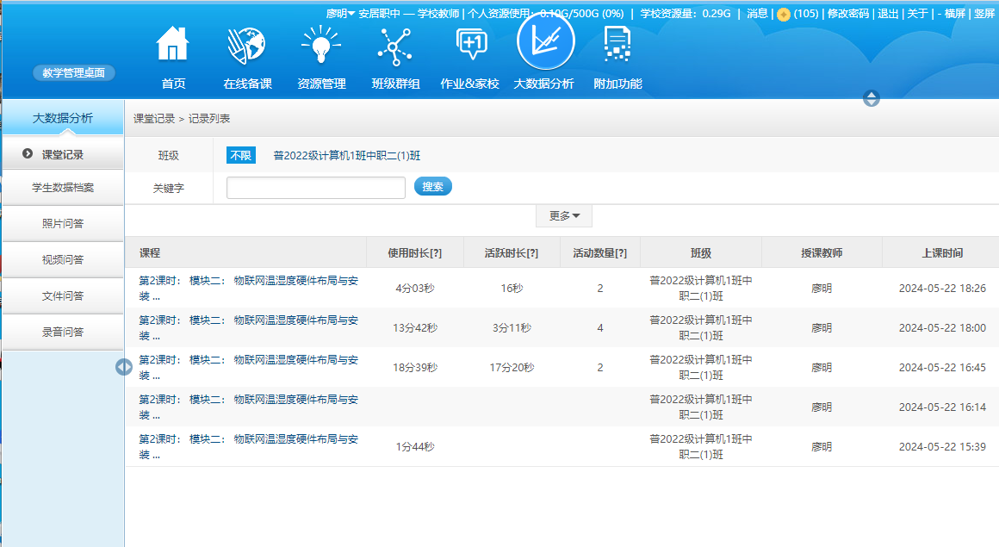 廖明 安居职中 — 学校教师 | 个人资源使用: 0.10G/500G (0%) | 学校资源量: 0.29G | 消息 | (105) | 修改密码 | 退出 | 关于 | - 横屏 | 竖屏
教学管理桌面
首页 在线备课 资源管理 班级群组 作业&家校 大数据分析 附加功能
大数据分析
课堂记录
学生数据档案
照片问答
视频问答
文件问答
录音问答
课堂记录 > 记录列表
班级 不限 普2022级计算机1班中职二(1)班
关键字 搜索
更多
课程 使用时长[?] 活跃时长[?] 活动数量[?] 班级 授课教师 上课时间
第2课时: 模块二: 物联网温湿度硬件布局与安装 ... 4分03秒 16秒 2 普2022级计算机1班中职二(1)班 廖明 2024-05-22 18:26
第2课时: 模块二: 物联网温湿度硬件布局与安装 ... 13分42秒 3分11秒 4 普2022级计算机1班中职二(1)班 廖明 2024-05-22 18:00
第2课时: 模块二: 物联网温湿度硬件布局与安装 ... 18分39秒 17分20秒 2 普2022级计算机1班中职二(1)班 廖明 2024-05-22 16:45
第2课时: 模块二: 物联网温湿度硬件布局与安装 ... 普2022级计算机1班中职二(1)班 廖明 2024-05-22 16:14
第2课时: 模块二: 物联网温湿度硬件布局与安装 ... 1分44秒 普2022级计算机1班中职二(1)班 廖明 2024-05-22 15:39